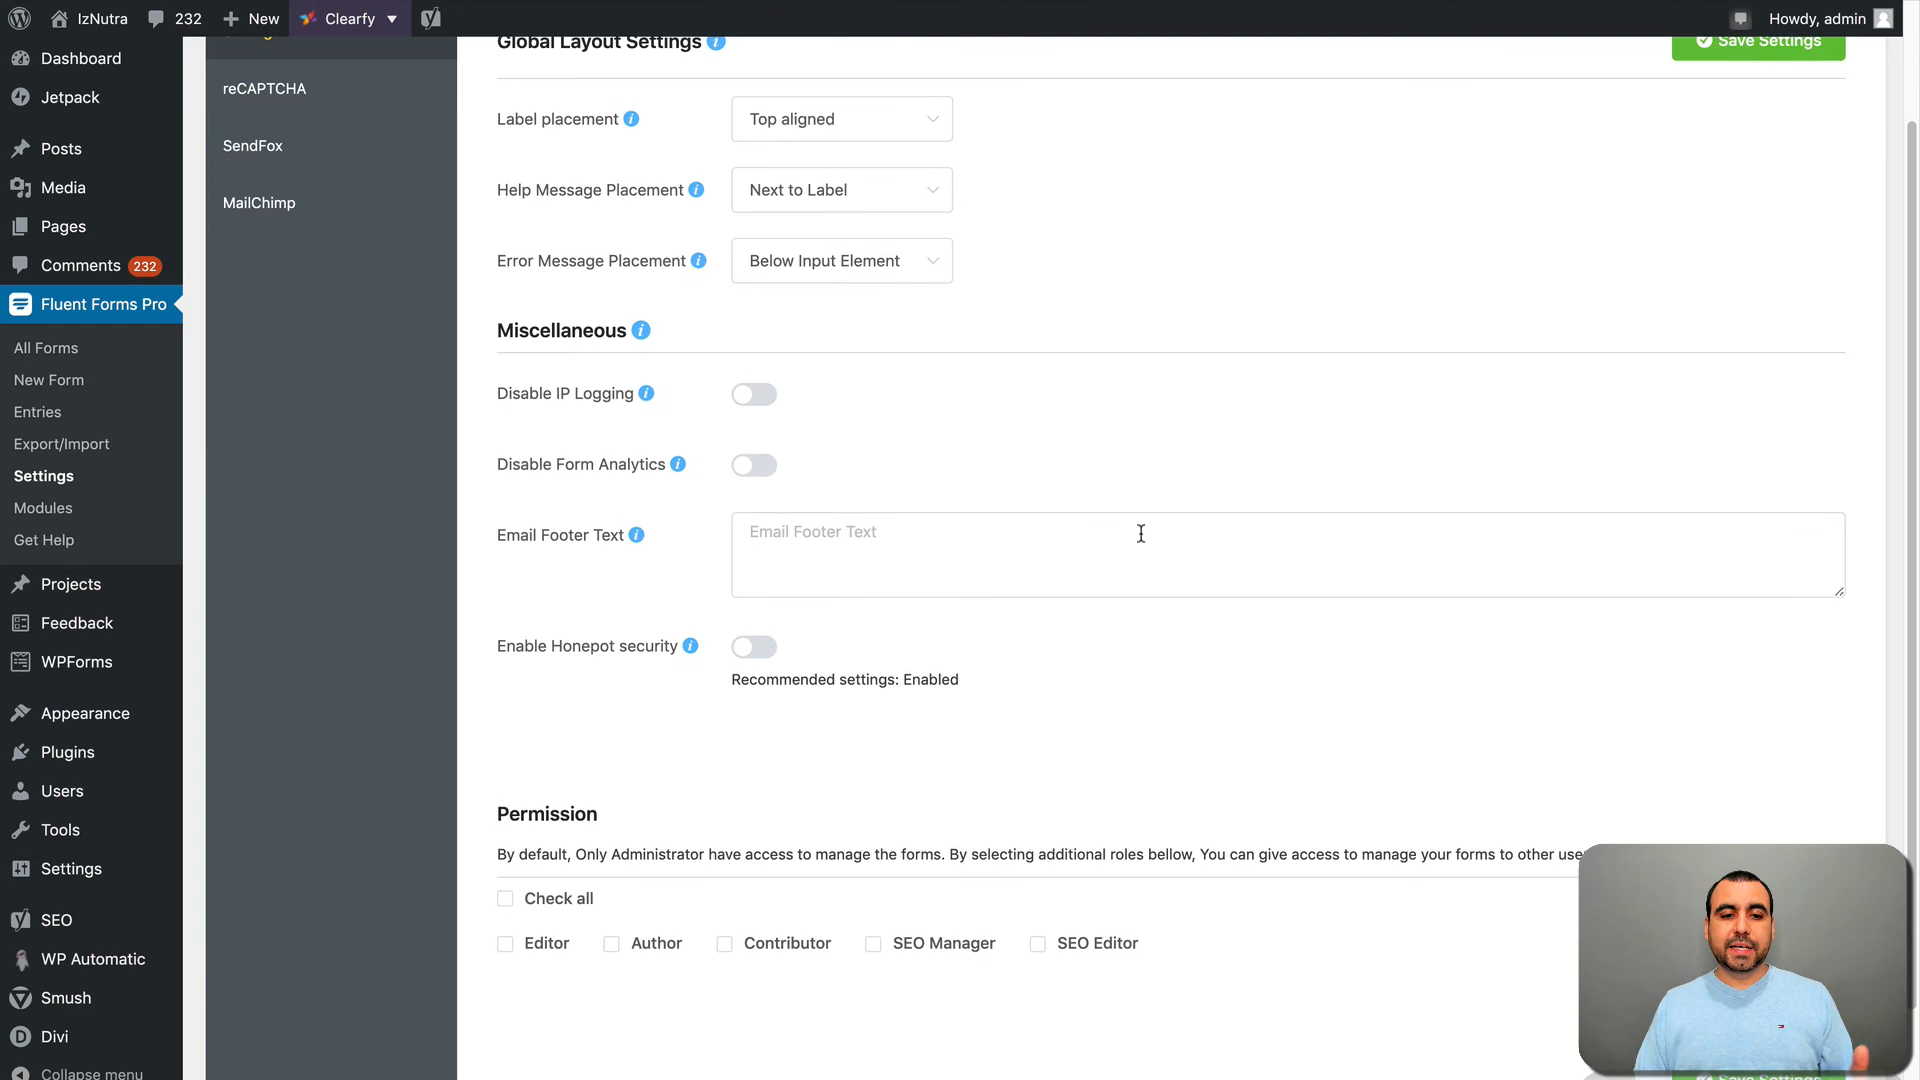 IzNutra 232 New Clearfy Howdy, admin
Dashboard
Jetpack
Posts
Media
Pages
Comments 232
Fluent Forms Pro
All Forms
New Form
Entries
Export/Import
Settings
Modules
Get Help
Projects
Feedback
WPForms
Appearance
Plugins
Users
Tools
Settings
SEO
WP Automatic
Smush
Divi
Collapse menu
reCAPTCHA
SendFox
MailChimp
Global Layout Settings
Save Settings
Label placement Top aligned
Help Message Placement Next to Label
Error Message Placement Below Input Element
Miscellaneous
Disable IP Logging
Disable Form Analytics
Email Footer Text Email Footer Text
Enable Honepot security
Recommended settings: Enabled
Permission
By default, Only Administrator have access to manage the forms. By selecting additional roles bellow, You can give access to manage your forms to other
Check all
Editor Author Contributor SEO Manager SEO Editor
Save Settings